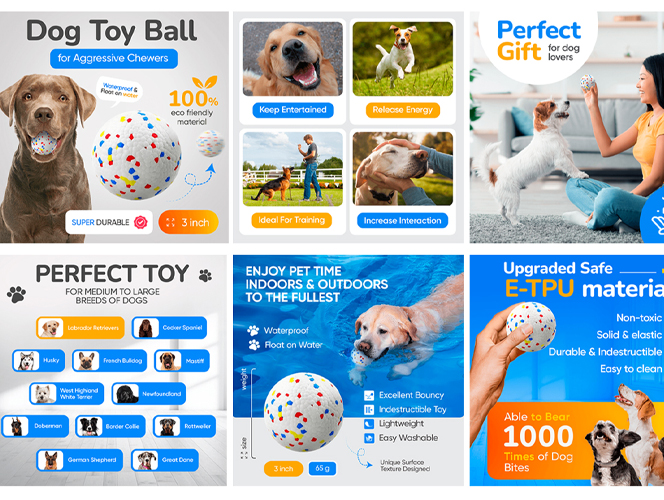 Dog Toy Ball
for Aggressive Chewers
Waterproof &
Float on water
100%
eco friendly
material
SUPER DURABLE
3 inch
Keep Entertained
Release Energy
Ideal For Training
Increase Interaction
Perfect
Gift for dog
lovers
PERFECT TOY
FOR MEDIUM TO LARGE
BREEDS OF DOGS
Labrador Retrievers
Cocker Spaniel
Husky
French Bulldog
Mastiff
West Highland
White Terrer
Newfoundland
Dobermann
Border Collie
Rottweiler
German Shepherd
Great Dane
ENJOY PET TIME
INDOORS & OUTDOORS
TO THE FULLEST
Waterproof
Float on Water
weight
size
Excellent Bouncy
Indestructible Toy
Lightweight
Easy Washable
3 inch
65 g
Unique Surface
Texture Designed
Upgraded Safe
E-TPU materia
Non-toxic
Solid & elastic
Durable & Indestructible
Easy to clean
Able to Bear
1000
Times of Dog
Bites